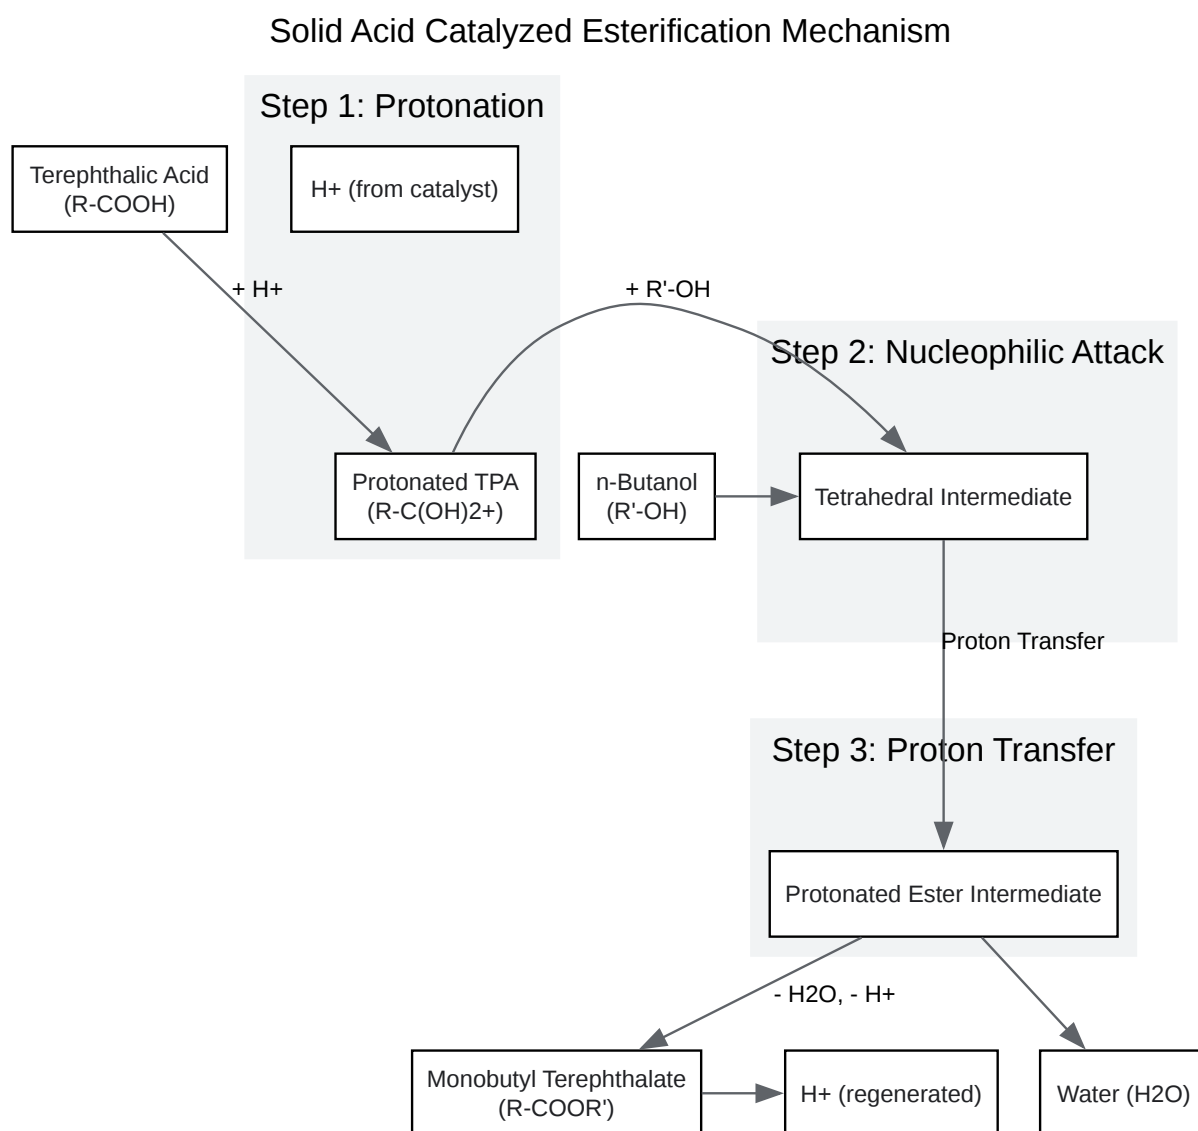 Solid Acid Catalyzed Esterification Mechanism
Step 1: Protonation
Terephthalic Acid
(R-COOH)
H+ (from catalyst)
+ H+
+ R'-OH
Step 2: Nucleophilic Attack
Protonated TPA
(R-C(OH)2+)
n-Butanol
(R'-OH)
Tetrahedral Intermediate
Proton Transfer
Step 3: Proton Transfer
Protonated Ester Intermediate
- H2O, - H+
Monobutyl Terephthalate
(R-COOR')
H+ (regenerated)
Water (H2O)